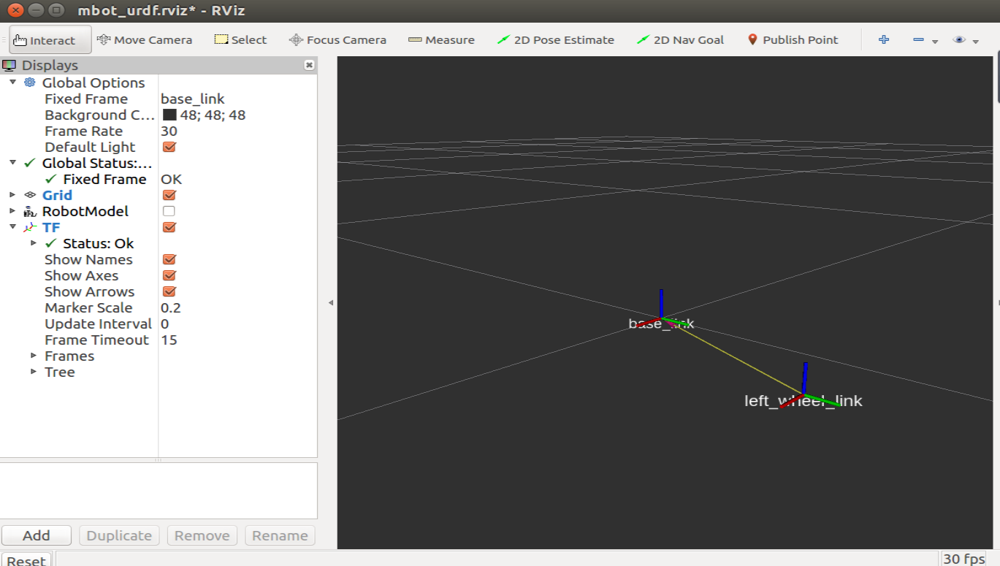 mbot_urdf.rviz* - RViz
Interact Move Camera Select Focus Camera Measure 2D Pose Estimate 2D Nav Goal Publish Point
Displays
Global Options
Fixed Frame base_link
Background C... 48; 48; 48
Frame Rate 30
Default Light
Global Status:...
Fixed Frame OK
Grid
RobotModel
TF
Status: Ok
Show Names
Show Axes
Show Arrows
Marker Scale 0.2
Update Interval 0
Frame Timeout 15
Frames
Tree
base_link
left_wheel_link
Add Duplicate Remove Rename
Reset 30 fps